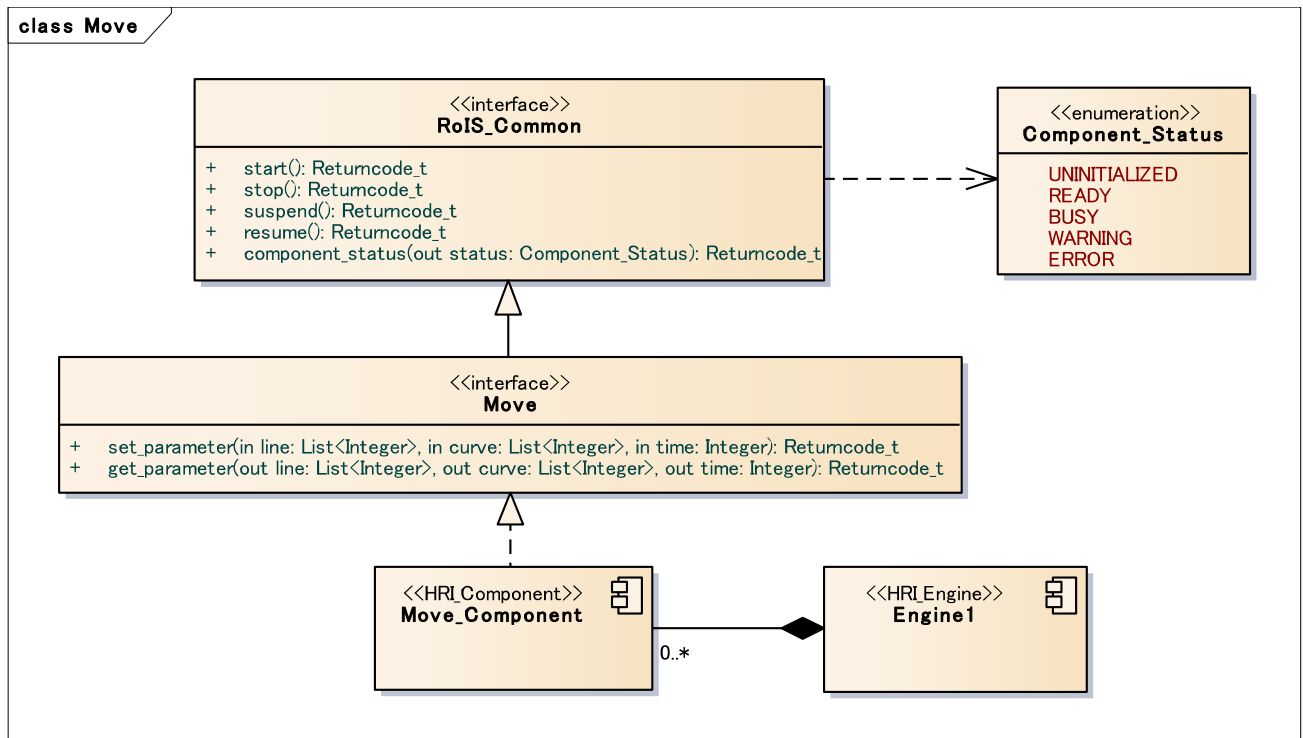 class Move
<<interface>>
RoIS_Common
+ start(): Returncode_t
+ stop(): Returncode_t
+ suspend(): Returncode_t
+ resume(): Returncode_t
+ component_status(out status: Component_Status): Returncode_t
<<enumeration>>
Component_Status
UNINITIALIZED
READY
BUSY
WARNING
ERROR
<<interface>>
Move
+ set_parameter(in line: List<Integer>, in curve: List<Integer>, in time: Integer): Returncode_t
+ get_parameter(out line: List<Integer>, out curve: List<Integer>, out time: Integer): Returncode_t
<<HRI_Component>>
Move_Component
0..*
<<HRI_Engine>>
Engine1